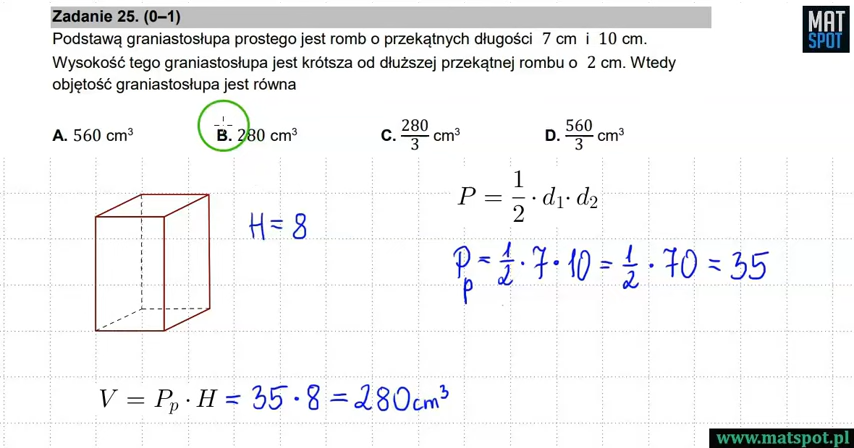 Zadanie 25. (0–1)
MAT
SPOT
Podstawą graniastosłupa prostego jest romb o przekątnych długości 7 cm i 10 cm.
Wysokość tego graniastosłupa jest krótsza od dłuższej przekątnej rombu o 2 cm. Wtedy
objętość graniastosłupa jest równa
A. 560 cm³ B. 280 cm³ C. 280/3 cm³ D. 560/3 cm³
P = 1/2 · d₁ · d₂
H = 8
Pp = 1/2 · 7 · 10 = 1/2 · 70 = 35
V = Pₚ · H = 35 · 8 = 280 cm³
www.matspot.pl